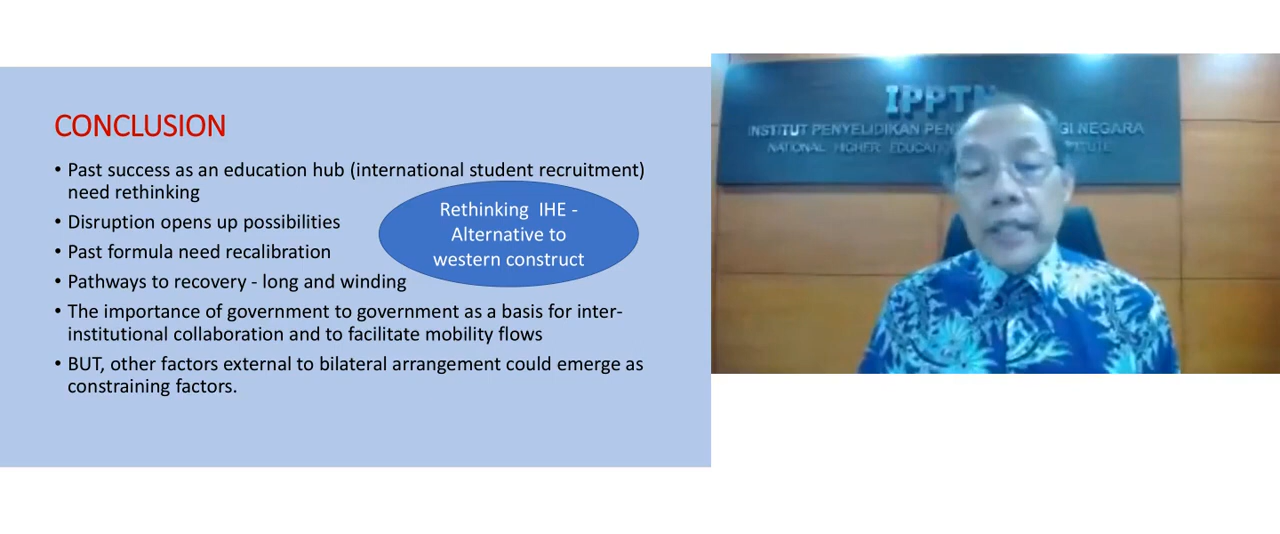 CONCLUSION
• Past success as an education hub (international student recruitment)
need rethinking
• Disruption opens up possibilities
• Past formula need recalibration
• Pathways to recovery - long and winding
• The importance of government to government as a basis for inter-
institutional collaboration and to facilitate mobility flows
• BUT, other factors external to bilateral arrangement could emerge as
constraining factors.
Rethinking IHE -
Alternative to
western construct
IPPTN
INSTITUT PENYELIDIKAN PEN GI NEGARA
NATIONAL HIGHER